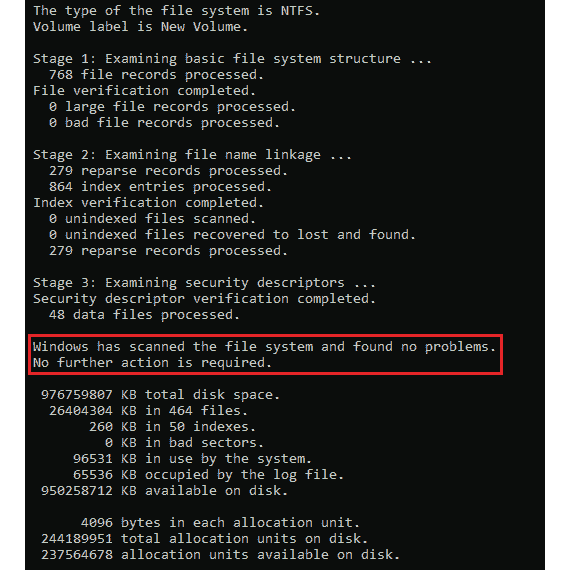 The type of the file system is NTFS.
Volume label is New Volume.
Stage 1: Examining basic file system structure ...
768 file records processed.
File verification completed.
0 large file records processed.
0 bad file records processed.
Stage 2: Examining file name linkage ...
279 reparse records processed.
864 index entries processed.
Index verification completed.
0 unindexed files scanned.
0 unindexed files recovered to lost and found.
279 reparse records processed.
Stage 3: Examining security descriptors ...
Security descriptor verification completed.
48 data files processed.
Windows has scanned the file system and found no problems.
No further action is required.
976759807 KB total disk space.
26404304 KB in 464 files.
260 KB in 50 indexes.
0 KB in bad sectors.
96531 KB in use by the system.
65536 KB occupied by the log file.
950258712 KB available on disk.
4096 bytes in each allocation unit.
244189951 total allocation units on disk.
237564678 allocation units available on disk.